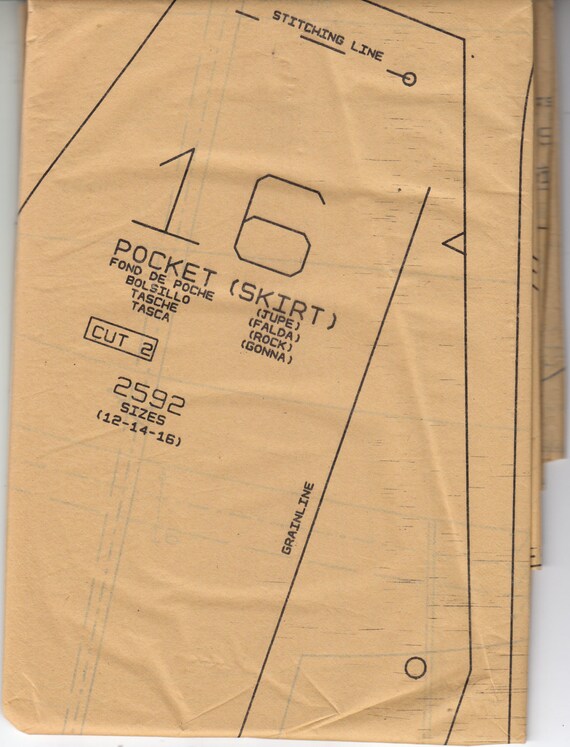 STITCHING LINE
16
POCKET (SKIRT)
FOND DE POCHE (JUPE)
BOLSILLO (FALDA)
TASCHE (ROCK)
TASCA (GONNA)
CUT 2
2592
SIZES
(12-14-16)
GRAINLINE